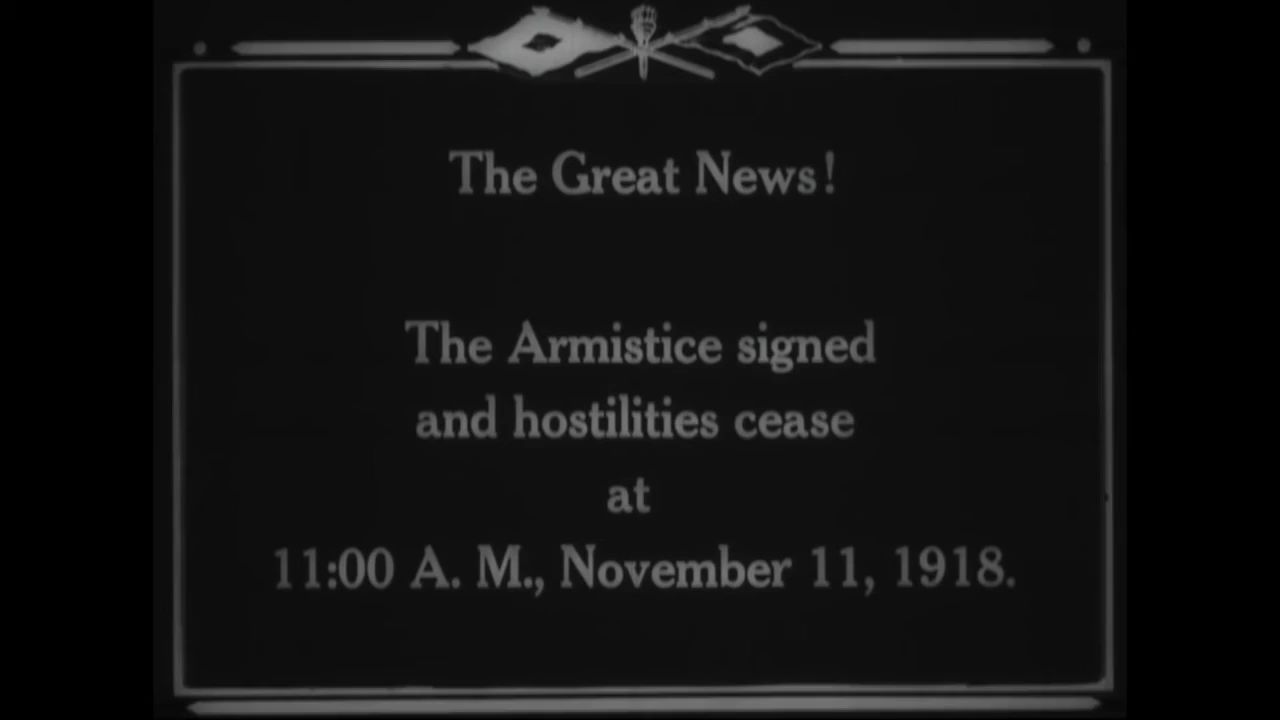 The Great News!
The Armistice signed
and hostilities cease
at
11:00 A. M., November 11, 1918.